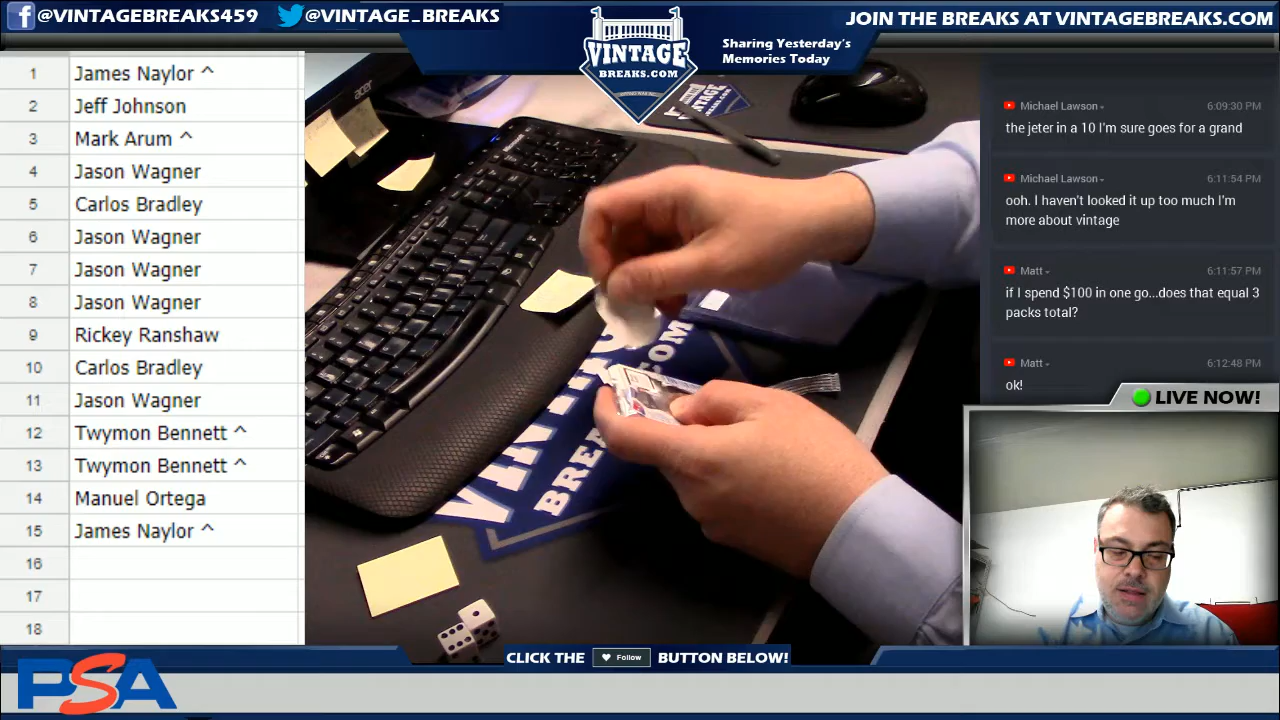 @VINTAGEBREAKS459
@VINTAGE_BREAKS
VINTAGE
BREAKS.COM
Sharing Yesterday's
Memories Today
JOIN THE BREAKS AT VINTAGEBREAKS.COM
1 James Naylor ^
2 Jeff Johnson
3 Mark Arum ^
4 Jason Wagner
5 Carlos Bradley
6 Jason Wagner
7 Jason Wagner
8 Jason Wagner
9 Rickey Ranshaw
10 Carlos Bradley
11 Jason Wagner
12 Twymon Bennett ^
13 Twymon Bennett ^
14 Manuel Ortega
15 James Naylor ^
16
17
18
acer
Michael Lawson 6:09:30 PM
the jeter in a 10 I'm sure goes for a grand
Michael Lawson 6:11:54 PM
ooh. I haven't looked it up too much I'm
more about vintage
Matt 6:11:57 PM
if I spend $100 in one go...does that equal 3
packs total?
Matt 6:12:48 PM
ok!
LIVE NOW!
PSA
CLICK THE Follow BUTTON BELOW!